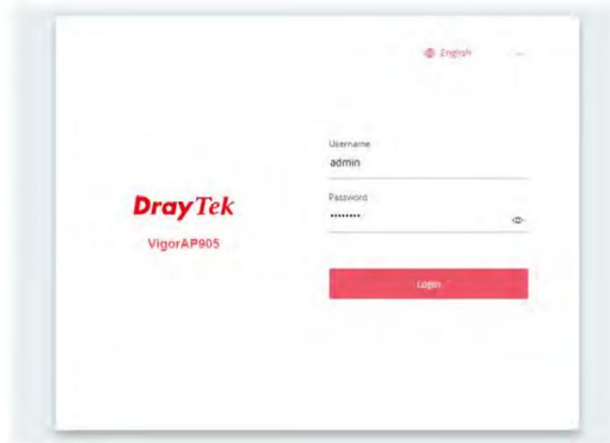 English
Username
admin
Password
••••••••
DrayTek
VigorAP905
Login